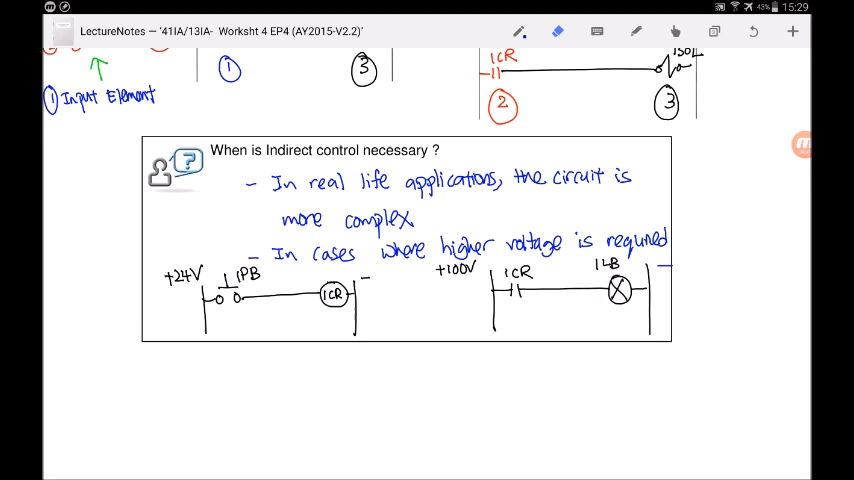 43% 15:29
LectureNotes — '41IA/13IA- Worksht 4 EP4 (AY2015-V2.2)'
1CR
1SOL
1 Input Element
1
3
2
3
When is Indirect control necessary ?
- In real life applications, the circuit is
more complex
- In cases where higher voltage is required
+24V 1PB 1CR -
+100V 1CR 1LB -